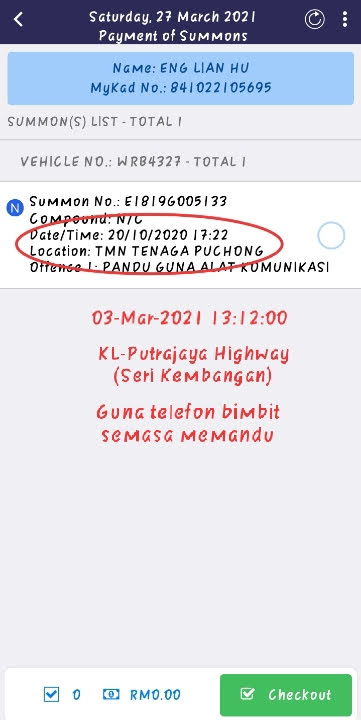 Saturday, 27 March 2021
Payment of Summons
Name: ENG LIAN HU
MyKad No.: 841022105695
SUMMON(S) LIST - TOTAL 1
VEHICLE NO.: WRB4327 - TOTAL 1
N
Summon No.: E1819G005133
Compound: N/C
Date/Time: 20/10/2020 17:22
Location: TMN TENAGA PUCHONG
Offence 1: PANDU GUNA ALAT KOMUNIKASI
03-Mar-2021 13:12:00
KL-Putrajaya Highway
(Seri Kembangan)
Guna telefon bimbit
semasa memandu
0 RM0.00 Checkout